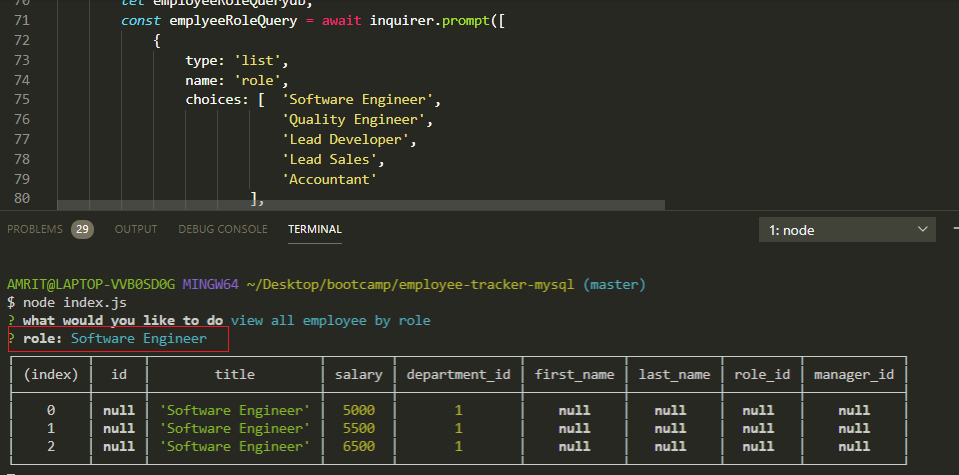 70 let employeeRoleQuerydb;
71 const emplyeeRoleQuery = await inquirer.prompt([
72 {
73 type: 'list',
74 name: 'role',
75 choices: [ 'Software Engineer',
76 'Quality Engineer',
77 'Lead Developer',
78 'Lead Sales',
79 'Accountant'
80 ],
PROBLEMS 29 OUTPUT DEBUG CONSOLE TERMINAL 1: node
AMRIT@LAPTOP-VVB0SD0G MINGW64 ~/Desktop/bootcamp/employee-tracker-mysql (master)
$ node index.js
? what would you like to do view all employee by role
? role: Software Engineer
(index) id title salary department_id first_name last_name role_id manager_id
0 null 'Software Engineer' 5000 1 null null null null
1 null 'Software Engineer' 5500 1 null null null null
2 null 'Software Engineer' 6500 1 null null null null